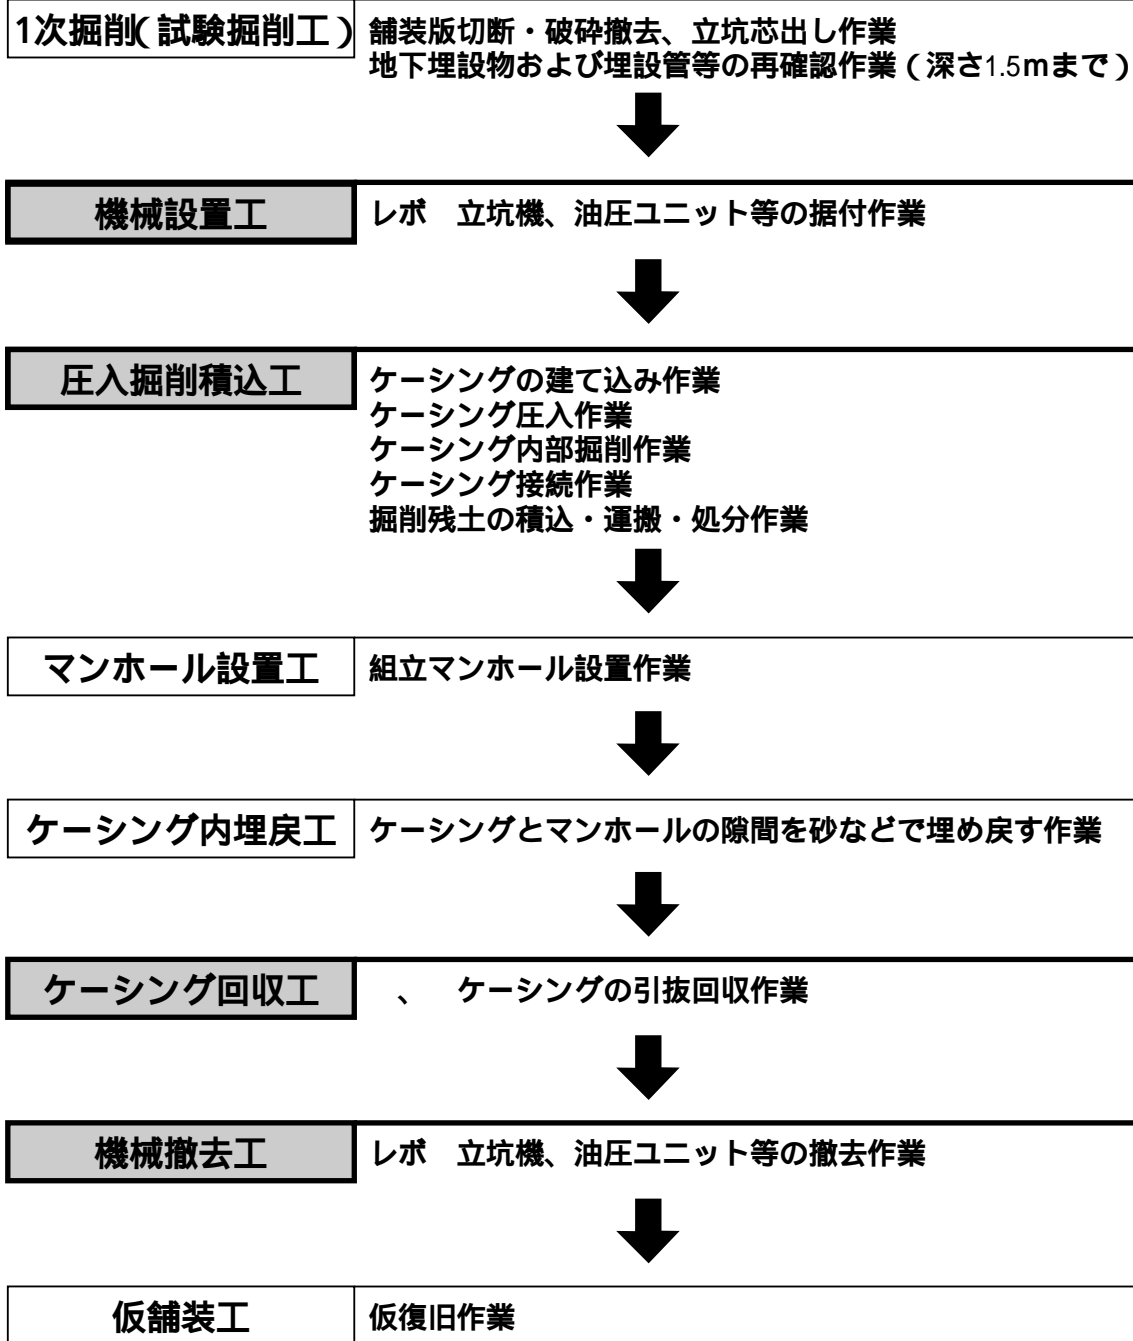 1次掘削(試験掘削工)
舗装版切断・破砕撤去、立坑芯出し作業
地下埋設物および埋設管等の再確認作業(深さ1.5mまで)
機械設置工
レボ　立坑機、油圧ユニット等の据付作業
圧入掘削積込工
ケーシングの建て込み作業
ケーシング圧入作業
ケーシング内部掘削作業
ケーシング接続作業
掘削残土の積込・運搬・処分作業
マンホール設置工
組立マンホール設置作業
ケーシング内埋戻工
ケーシングとマンホールの隙間を砂などで埋め戻す作業
ケーシング回収工
、　ケーシングの引抜回収作業
機械撤去工
レボ　立坑機、油圧ユニット等の撤去作業
仮舗装工
仮復旧作業